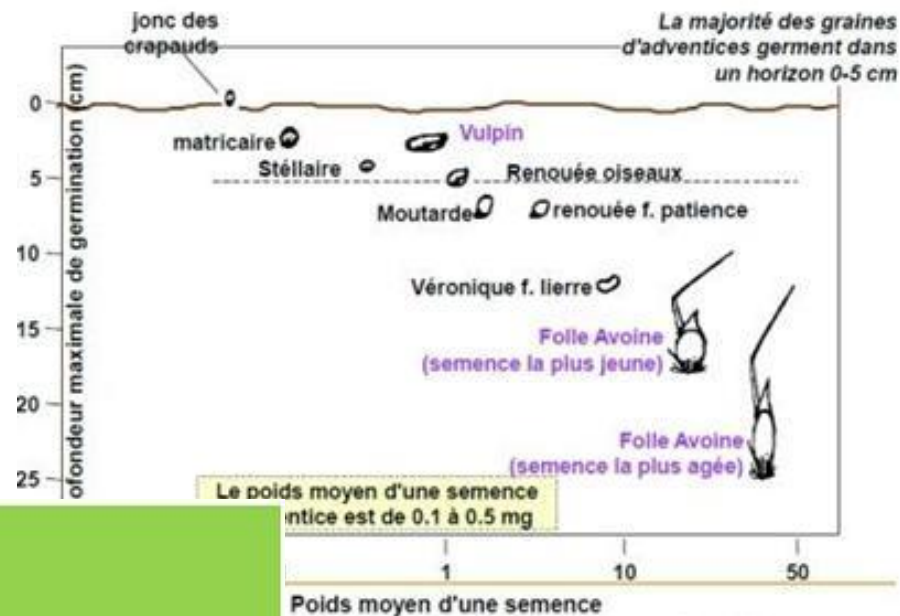 jonc des
crapauds
La majorité des graines
d'adventices germent dans
un horizon 0-5 cm
ofondeur maximale de germination (cm)
0
5
10
15
20
25
matricaire
Vulpin
Stéllaire
Renouée oiseaux
Moutarde
renouée f. patience
Véronique f. lierre
Folle Avoine
(semence la plus jeune)
Folle Avoine
(semence la plus agée)
Le poids moyen d'une semence
entice est de 0.1 à 0.5 mg
1
10
50
Poids moyen d'une semence